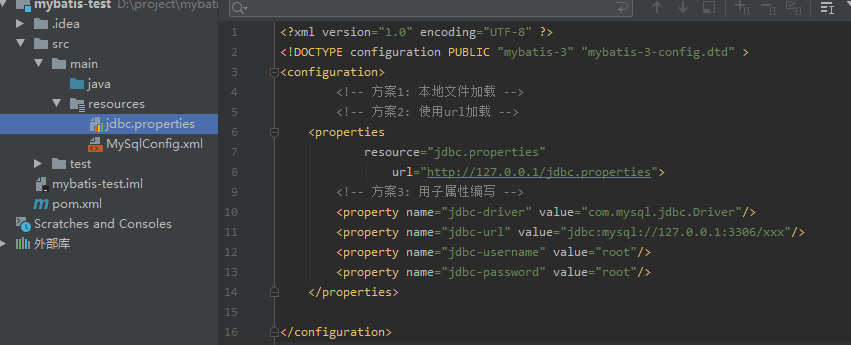 mybatis-test D:\project\mybat
.idea
src
main
java
resources
jdbc.properties
MySqlConfig.xml
test
mybatis-test.iml
pom.xml
Scratches and Consoles
外部库
1 <?xml version="1.0" encoding="UTF-8" ?>
2 <!DOCTYPE configuration PUBLIC "mybatis-3" "mybatis-3-config.dtd" >
3 <configuration>
4 <!-- 方案1: 本地文件加载 -->
5 <!-- 方案2: 使用url加载 -->
6 <properties
7 resource="jdbc.properties"
8 url="http://127.0.0.1/jdbc.properties">
9 <!-- 方案3: 用子属性编写 -->
10 <property name="jdbc-driver" value="com.mysql.jdbc.Driver"/>
11 <property name="jdbc-url" value="jdbc:mysql://127.0.0.1:3306/xxx"/>
12 <property name="jdbc-username" value="root"/>
13 <property name="jdbc-password" value="root"/>
14 </properties>
15
16 </configuration>